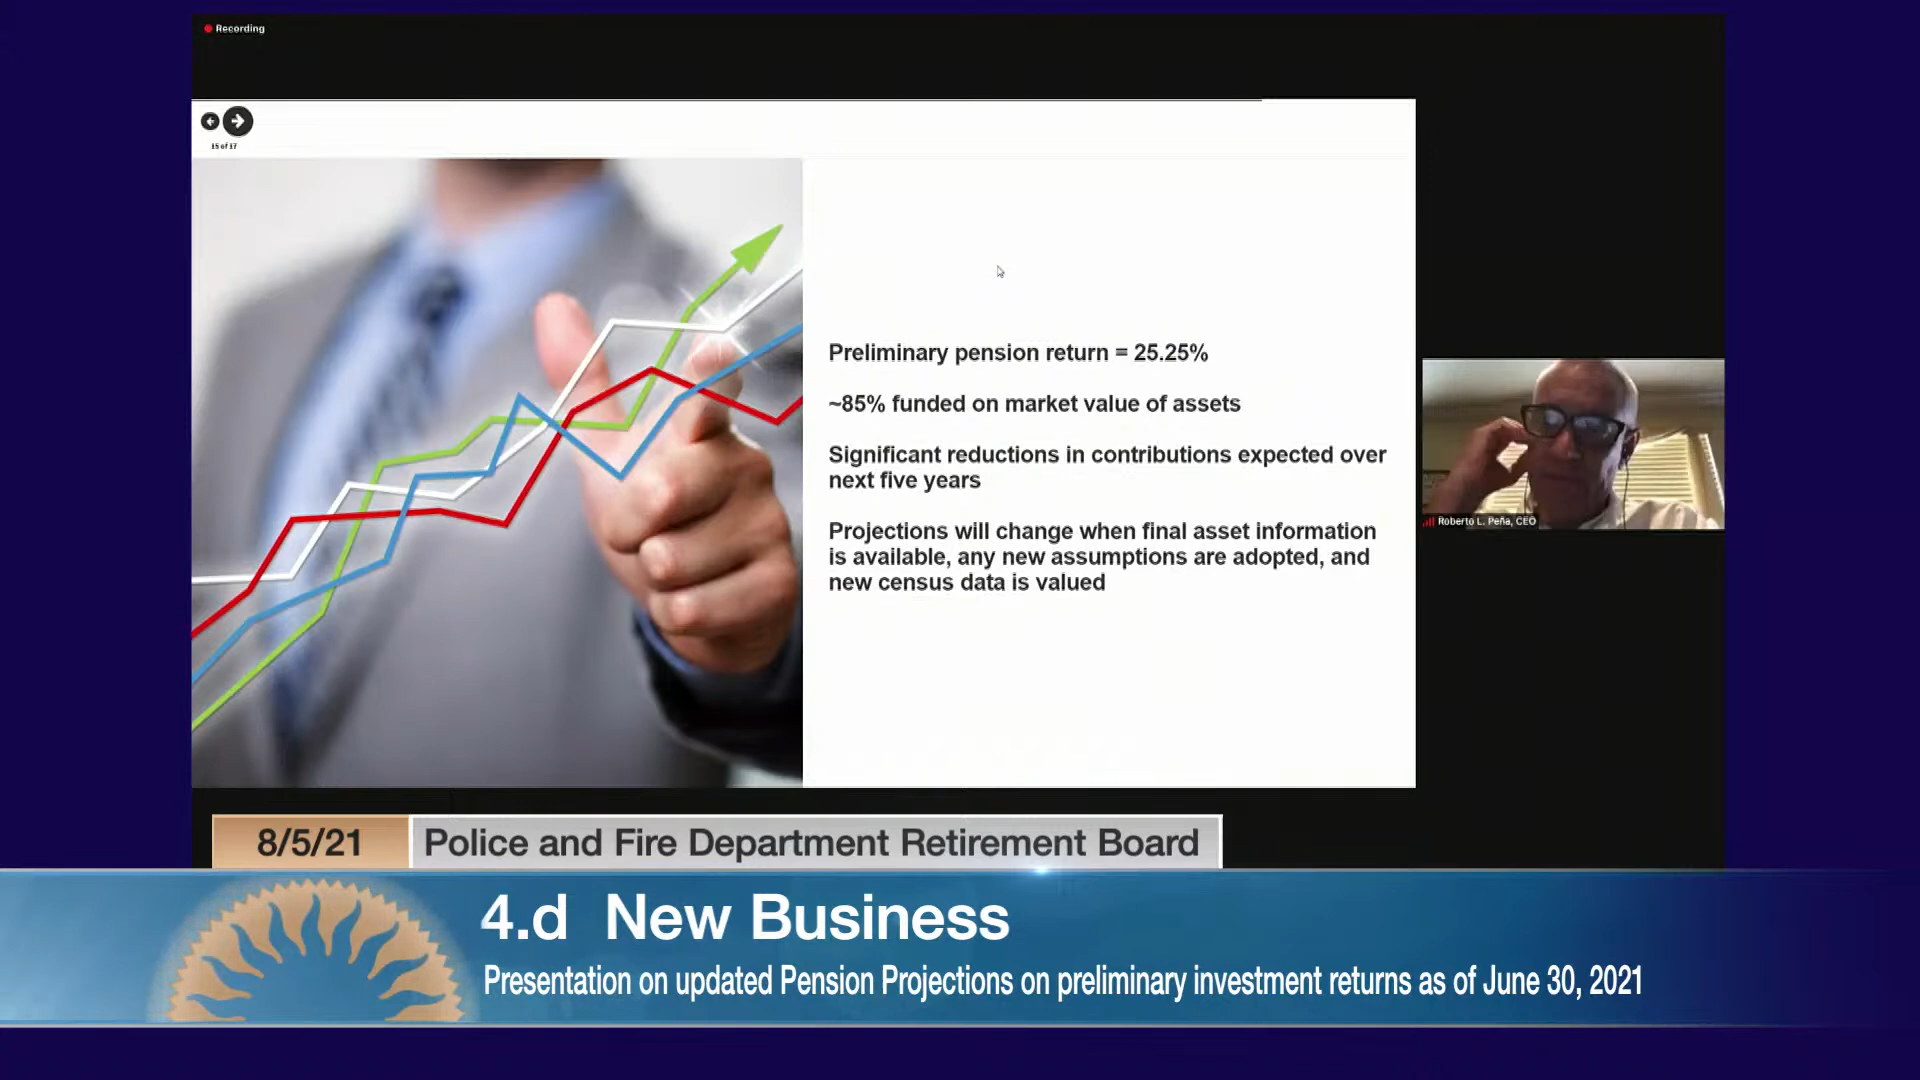 Recording
15 of 17
Preliminary pension return = 25.25%
~85% funded on market value of assets
Significant reductions in contributions expected over
next five years
Projections will change when final asset information
is available, any new assumptions are adopted, and
new census data is valued
Roberto L. Peña, CEO
8/5/21
Police and Fire Department Retirement Board
4.d New Business
Presentation on updated Pension Projections on preliminary investment returns as of June 30, 2021